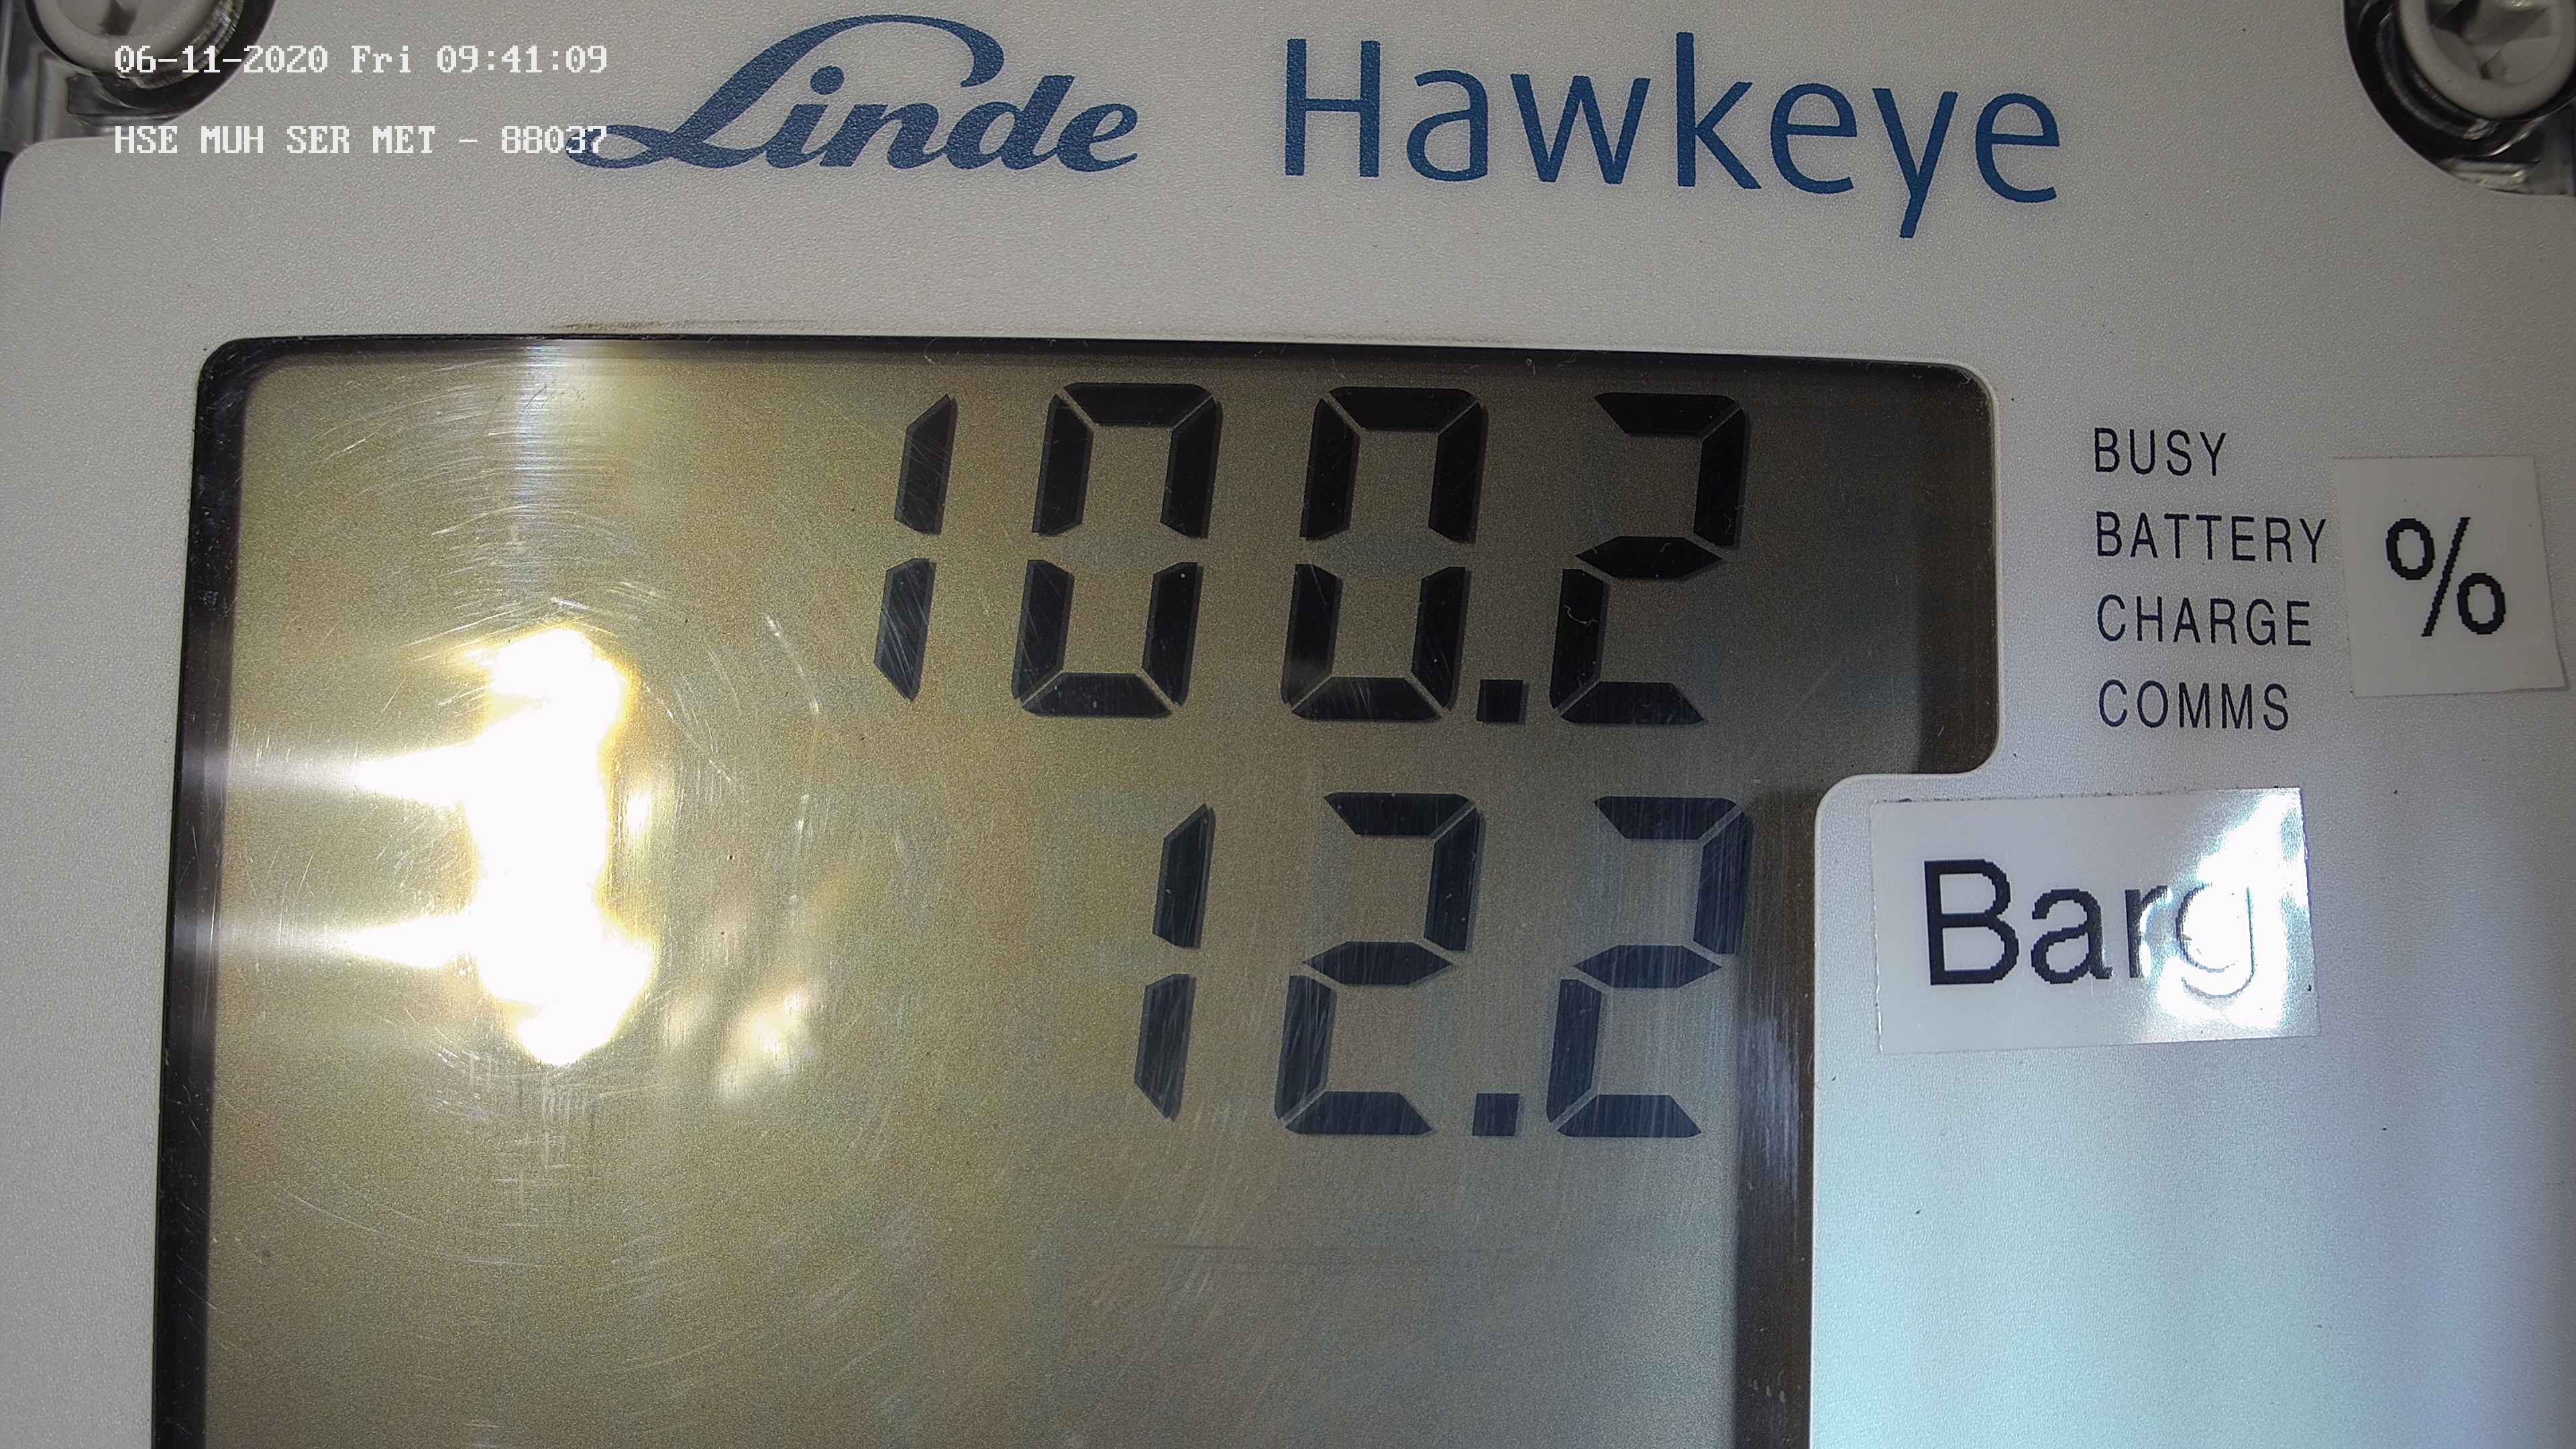 06-11-2020 Fri 09:41:09
HSE MUH SER MET - 88037
Linde Hawkeye
100.2
BUSY
BATTERY
CHARGE
COMMS
%
12.2
Barg